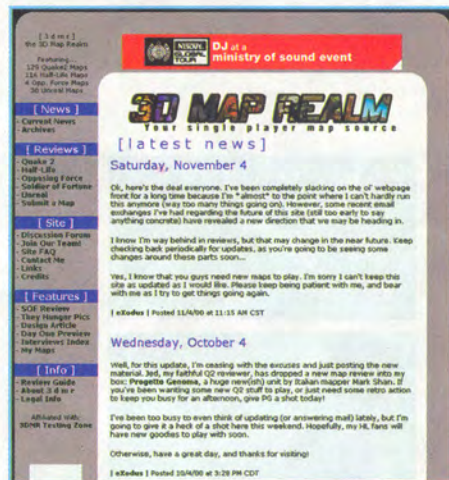 [ 3 d m r ]
the 3D Map Realm
Featuring...
125 Quake2 Maps
116 Half-Life Maps
4 Opp. Force Maps
30 Unreal Maps
[ News ]
- Current News
- Archives
[ Reviews ]
- Quake 2
- Half-Life
- Opposing Force
- Soldier of Fortune
- Unreal
- Submit a Map
[ Site ]
- Discussion Forum
- Join Our Team!
- Site FAQ
- Contact Me
- Links
- Credits
[ Features ]
- SOF Review
- They Hunger Pics
- Design Article
- Day One Preview
- Interviews Index
- My Maps
[ Info ]
- Review Guide
- About 3 d m r
- Legal Info
Affiliated with:
3DMR Testing Zone
GLOBAL
TOUR
DJ at a
ministry of sound event
3D MAP REALM
Your single player map source
[latest news]
Saturday, November 4
Ok, here's the deal everyone. I've been completely slacking on the ol' webpage
front for a long time because I'm *almost* to the point where I can't hardly run
this anymore (way too many things going on). However, some recent email
exchanges I've had regarding the future of this site (still too early to say
anything concrete) have revealed a new direction that we may be heading in.
I know I'm way behind in reviews, but that may change in the near future. Keep
checking back periodically for updates, as you're going to be seeing some
changes around these parts soon...
Yes, I know that you guys need new maps to play. I'm sorry I can't keep this
site as updated as I would like. Please keep being patient with me, and bear
with me as I try to get things going again.
| eXodus | Posted 11/4/00 at 11:15 AM CST
Wednesday, October 4
Well, for this update, I'm ceasing with the excuses and just posting the new
material. Jed, my faithful Q2 reviewer, has dropped a new map review into my
box: Progetto Genoma, a huge new(ish) unit by Italian mapper Mark Shan. If
you've been wanting some new Q2 stuff to play, or just need some retro action
to keep you busy for an afternoon, give PG a shot today!
I've been too busy to even think of updating (or answering mail) lately, but I'm
going to give it a heck of a shot here this weekend. Hopefully, my HL fans will
have new goodies to play with soon.
Otherwise, have a great day, and thanks for visiting!
| eXodus | Posted 10/4/00 at 3:28 PM CDT